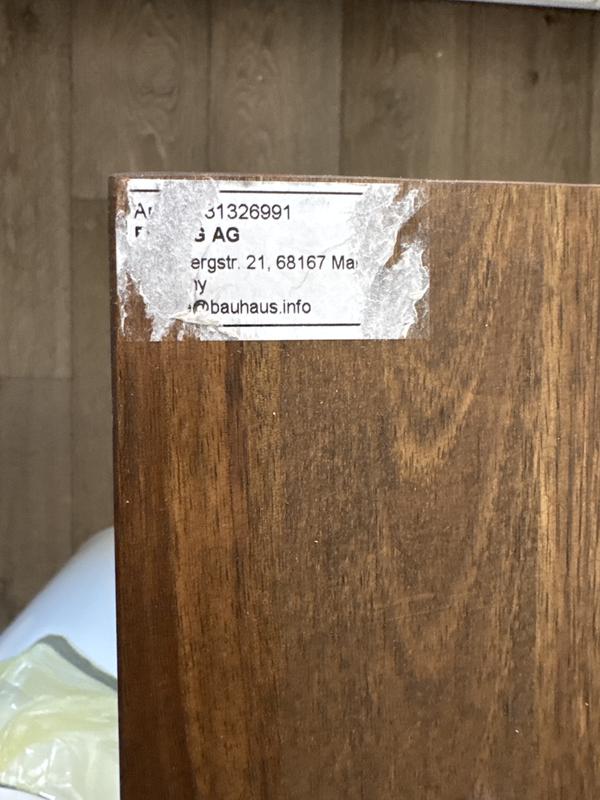 31326991
G AG
ergstr. 21, 68167 Ma
@bauhaus.info